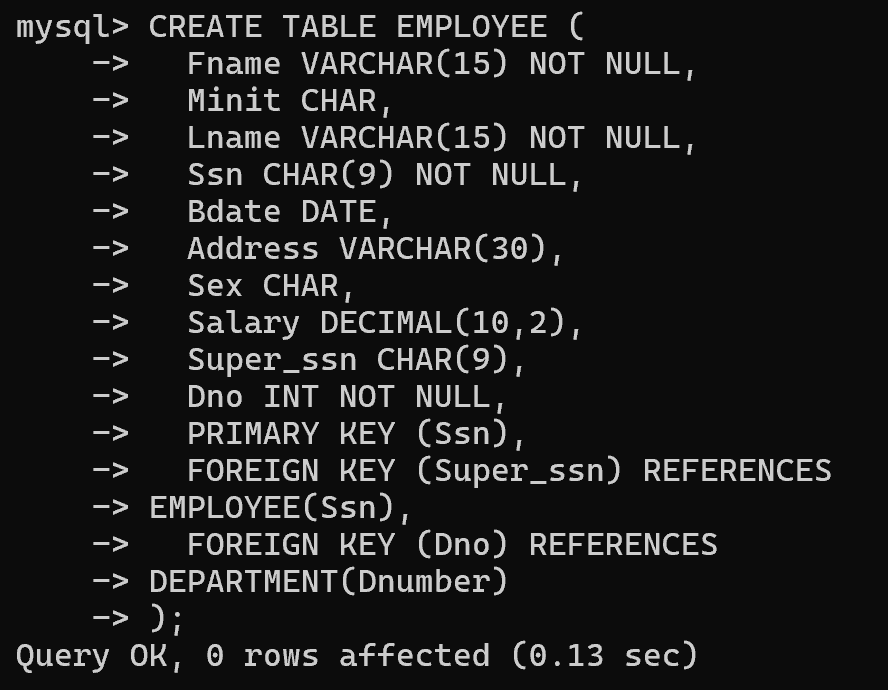 mysql> CREATE TABLE EMPLOYEE (
    ->   Fname VARCHAR(15) NOT NULL,
    ->   Minit CHAR,
    ->   Lname VARCHAR(15) NOT NULL,
    ->   Ssn CHAR(9) NOT NULL,
    ->   Bdate DATE,
    ->   Address VARCHAR(30),
    ->   Sex CHAR,
    ->   Salary DECIMAL(10,2),
    ->   Super_ssn CHAR(9),
    ->   Dno INT NOT NULL,
    ->   PRIMARY KEY (Ssn),
    ->   FOREIGN KEY (Super_ssn) REFERENCES
    -> EMPLOYEE(Ssn),
    ->   FOREIGN KEY (Dno) REFERENCES
    -> DEPARTMENT(Dnumber)
    -> );
Query OK, 0 rows affected (0.13 sec)